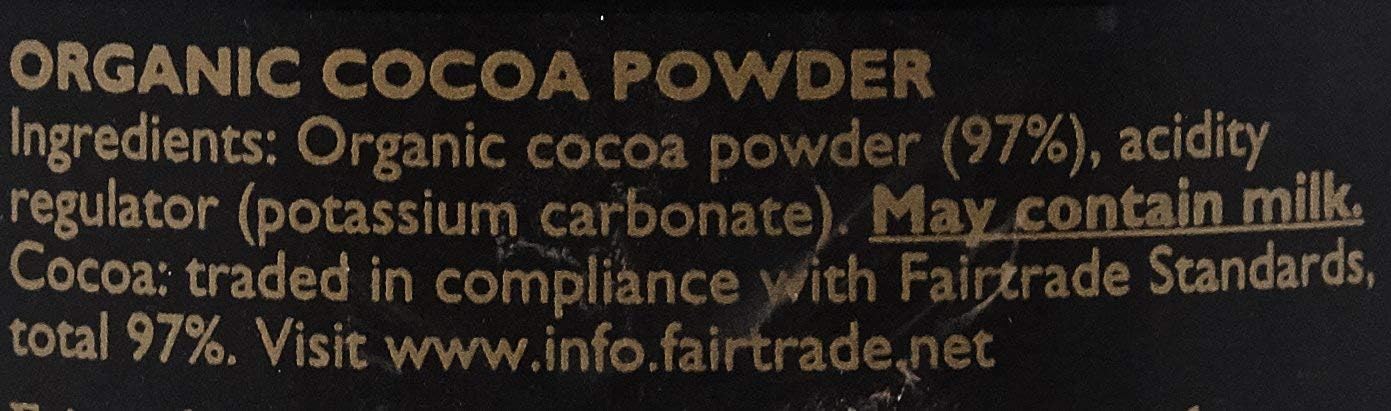 ORGANIC COCOA POWDER
Ingredients: Organic cocoa powder (97%), acidity
regulator (potassium carbonate). May contain milk.
Cocoa: traded in compliance with Fairtrade Standards,
total 97%. Visit www.info.fairtrade.net